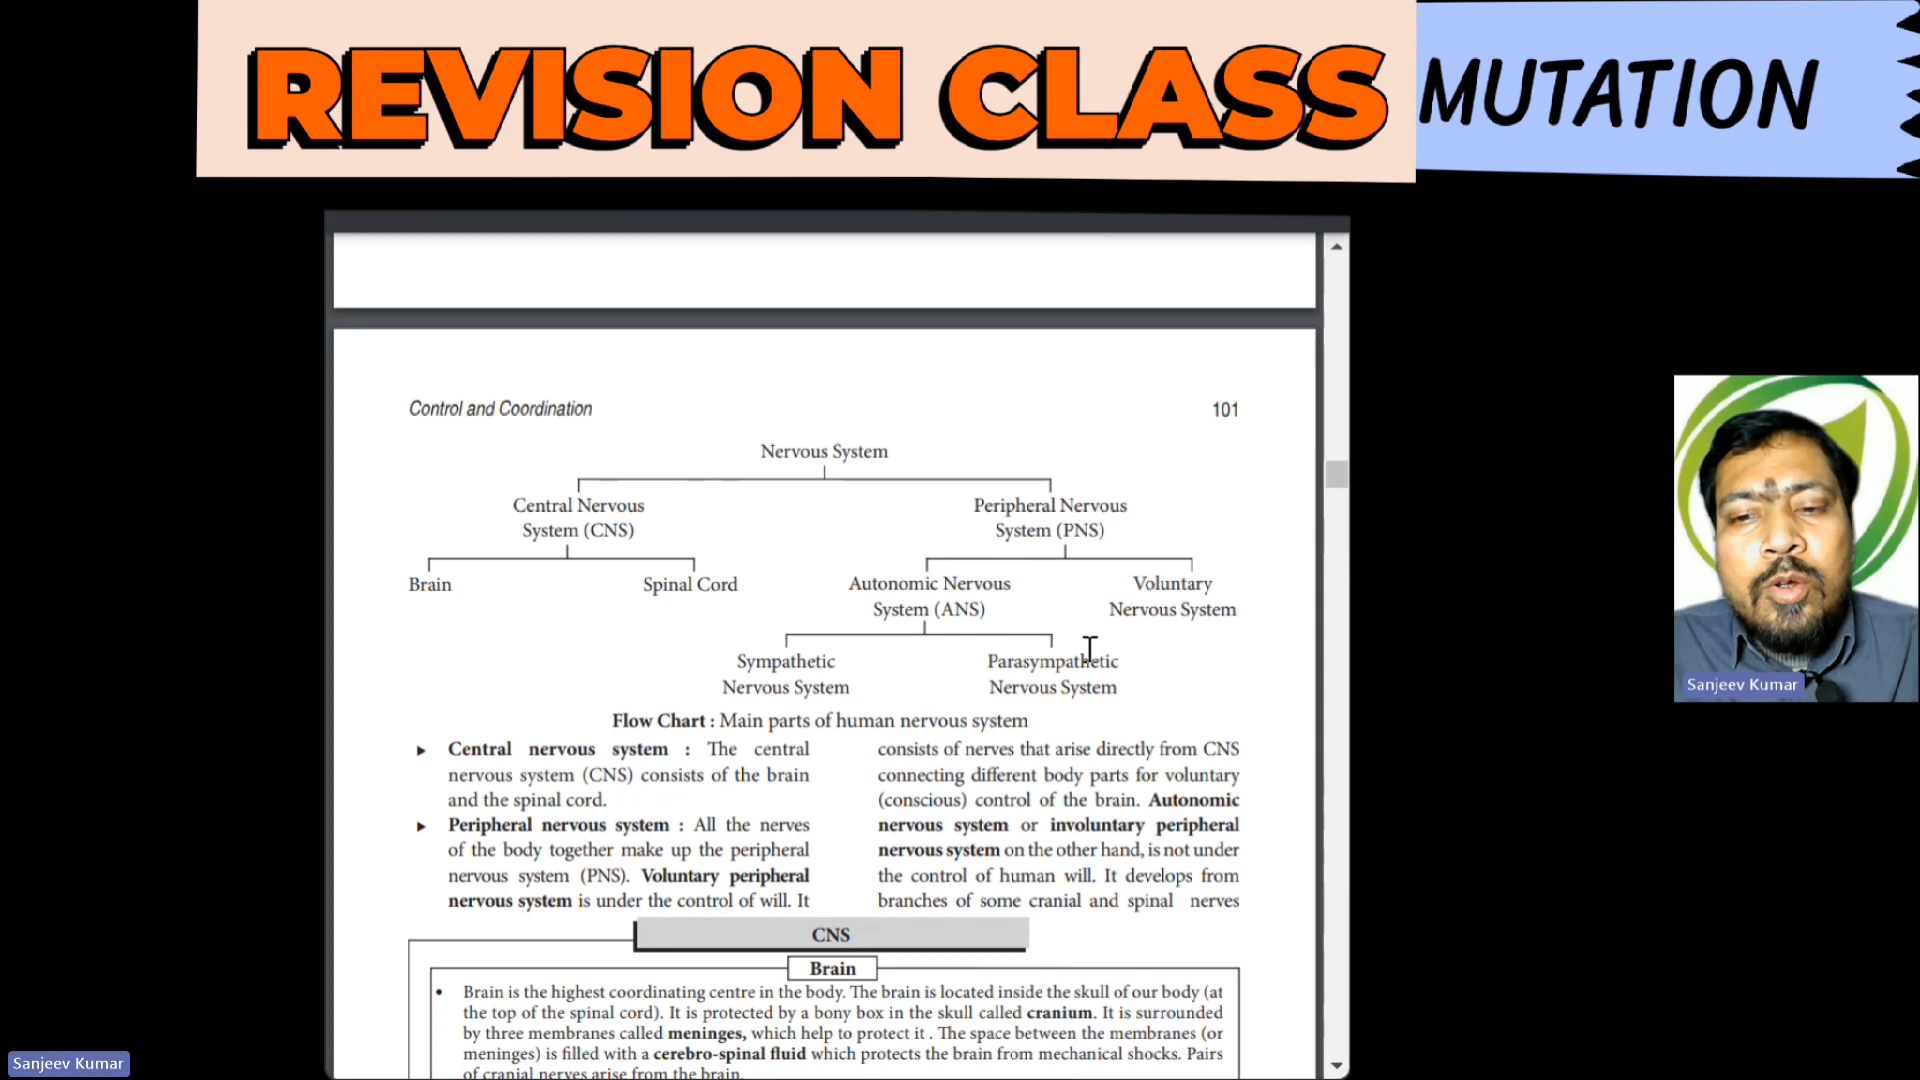 REVISION CLASS
MUTATION
Control and Coordination
101
Nervous System
Central Nervous
System (CNS)
Peripheral Nervous
System (PNS)
Brain
Spinal Cord
Autonomic Nervous
System (ANS)
Voluntary
Nervous System
Sympathetic
Nervous System
Parasympathetic
Nervous System
Flow Chart : Main parts of human nervous system
Central nervous system : The central
nervous system (CNS) consists of the brain
and the spinal cord.
Peripheral nervous system : All the nerves
of the body together make up the peripheral
nervous system (PNS). Voluntary peripheral
nervous system is under the control of will. It
consists of nerves that arise directly from CNS
connecting different body parts for voluntary
(conscious) control of the brain. Autonomic
nervous system or involuntary peripheral
nervous system on the other hand, is not under
the control of human will. It develops from
branches of some cranial and spinal nerves
CNS
Brain
• Brain is the highest coordinating centre in the body. The brain is located inside the skull of our body (at
the top of the spinal cord). It is protected by a bony box in the skull called cranium. It is surrounded
by three membranes called meninges, which help to protect it . The space between the membranes (or
meninges) is filled with a cerebro-spinal fluid which protects the brain from mechanical shocks. Pairs
of cranial nerves arise from the brain.
Sanjeev Kumar
Sanjeev Kumar